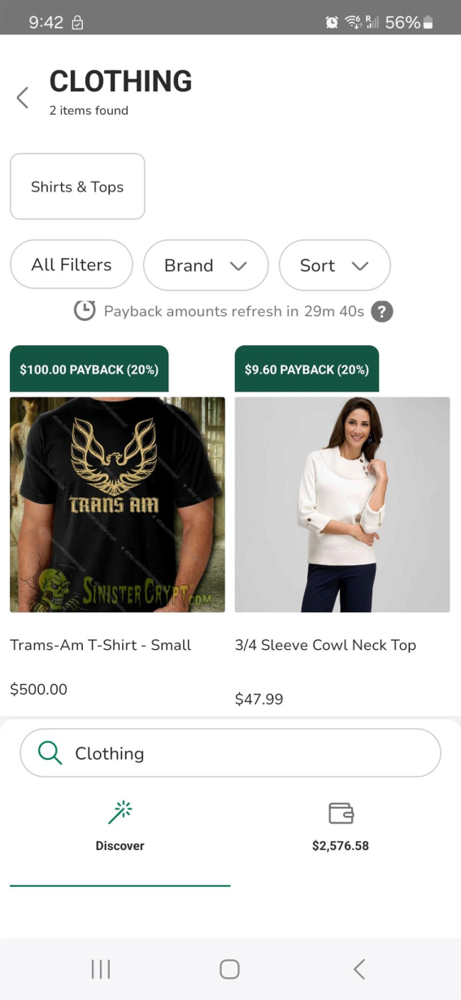 9:42
R 56%
CLOTHING
2 items found
Shirts & Tops
All Filters
Brand
Sort
Payback amounts refresh in 29m 40s ?
$100.00 PAYBACK (20%)
$9.60 PAYBACK (20%)
TRANS AM
SINISTERCRYPT.COM
Trams-Am T-Shirt - Small
3/4 Sleeve Cowl Neck Top
$500.00
$47.99
Clothing
Discover
$2,576.58